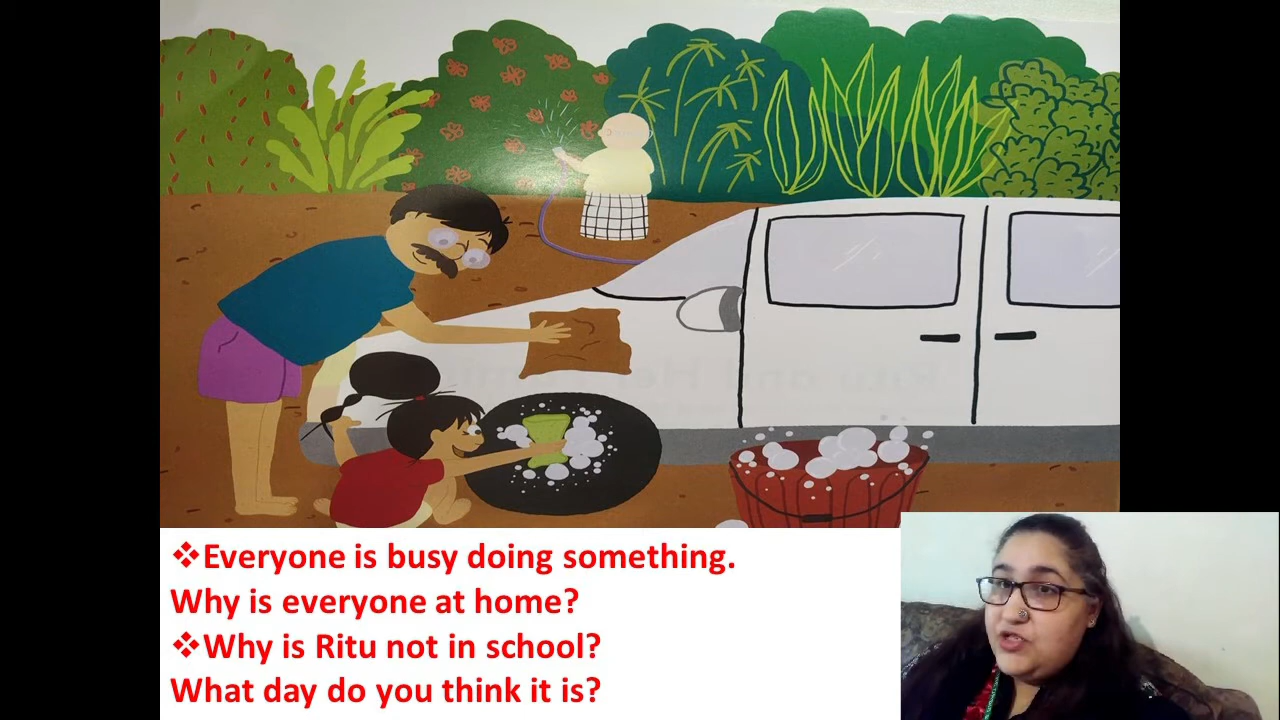 ❖Everyone is busy doing something.
Why is everyone at home?
❖Why is Ritu not in school?
What day do you think it is?